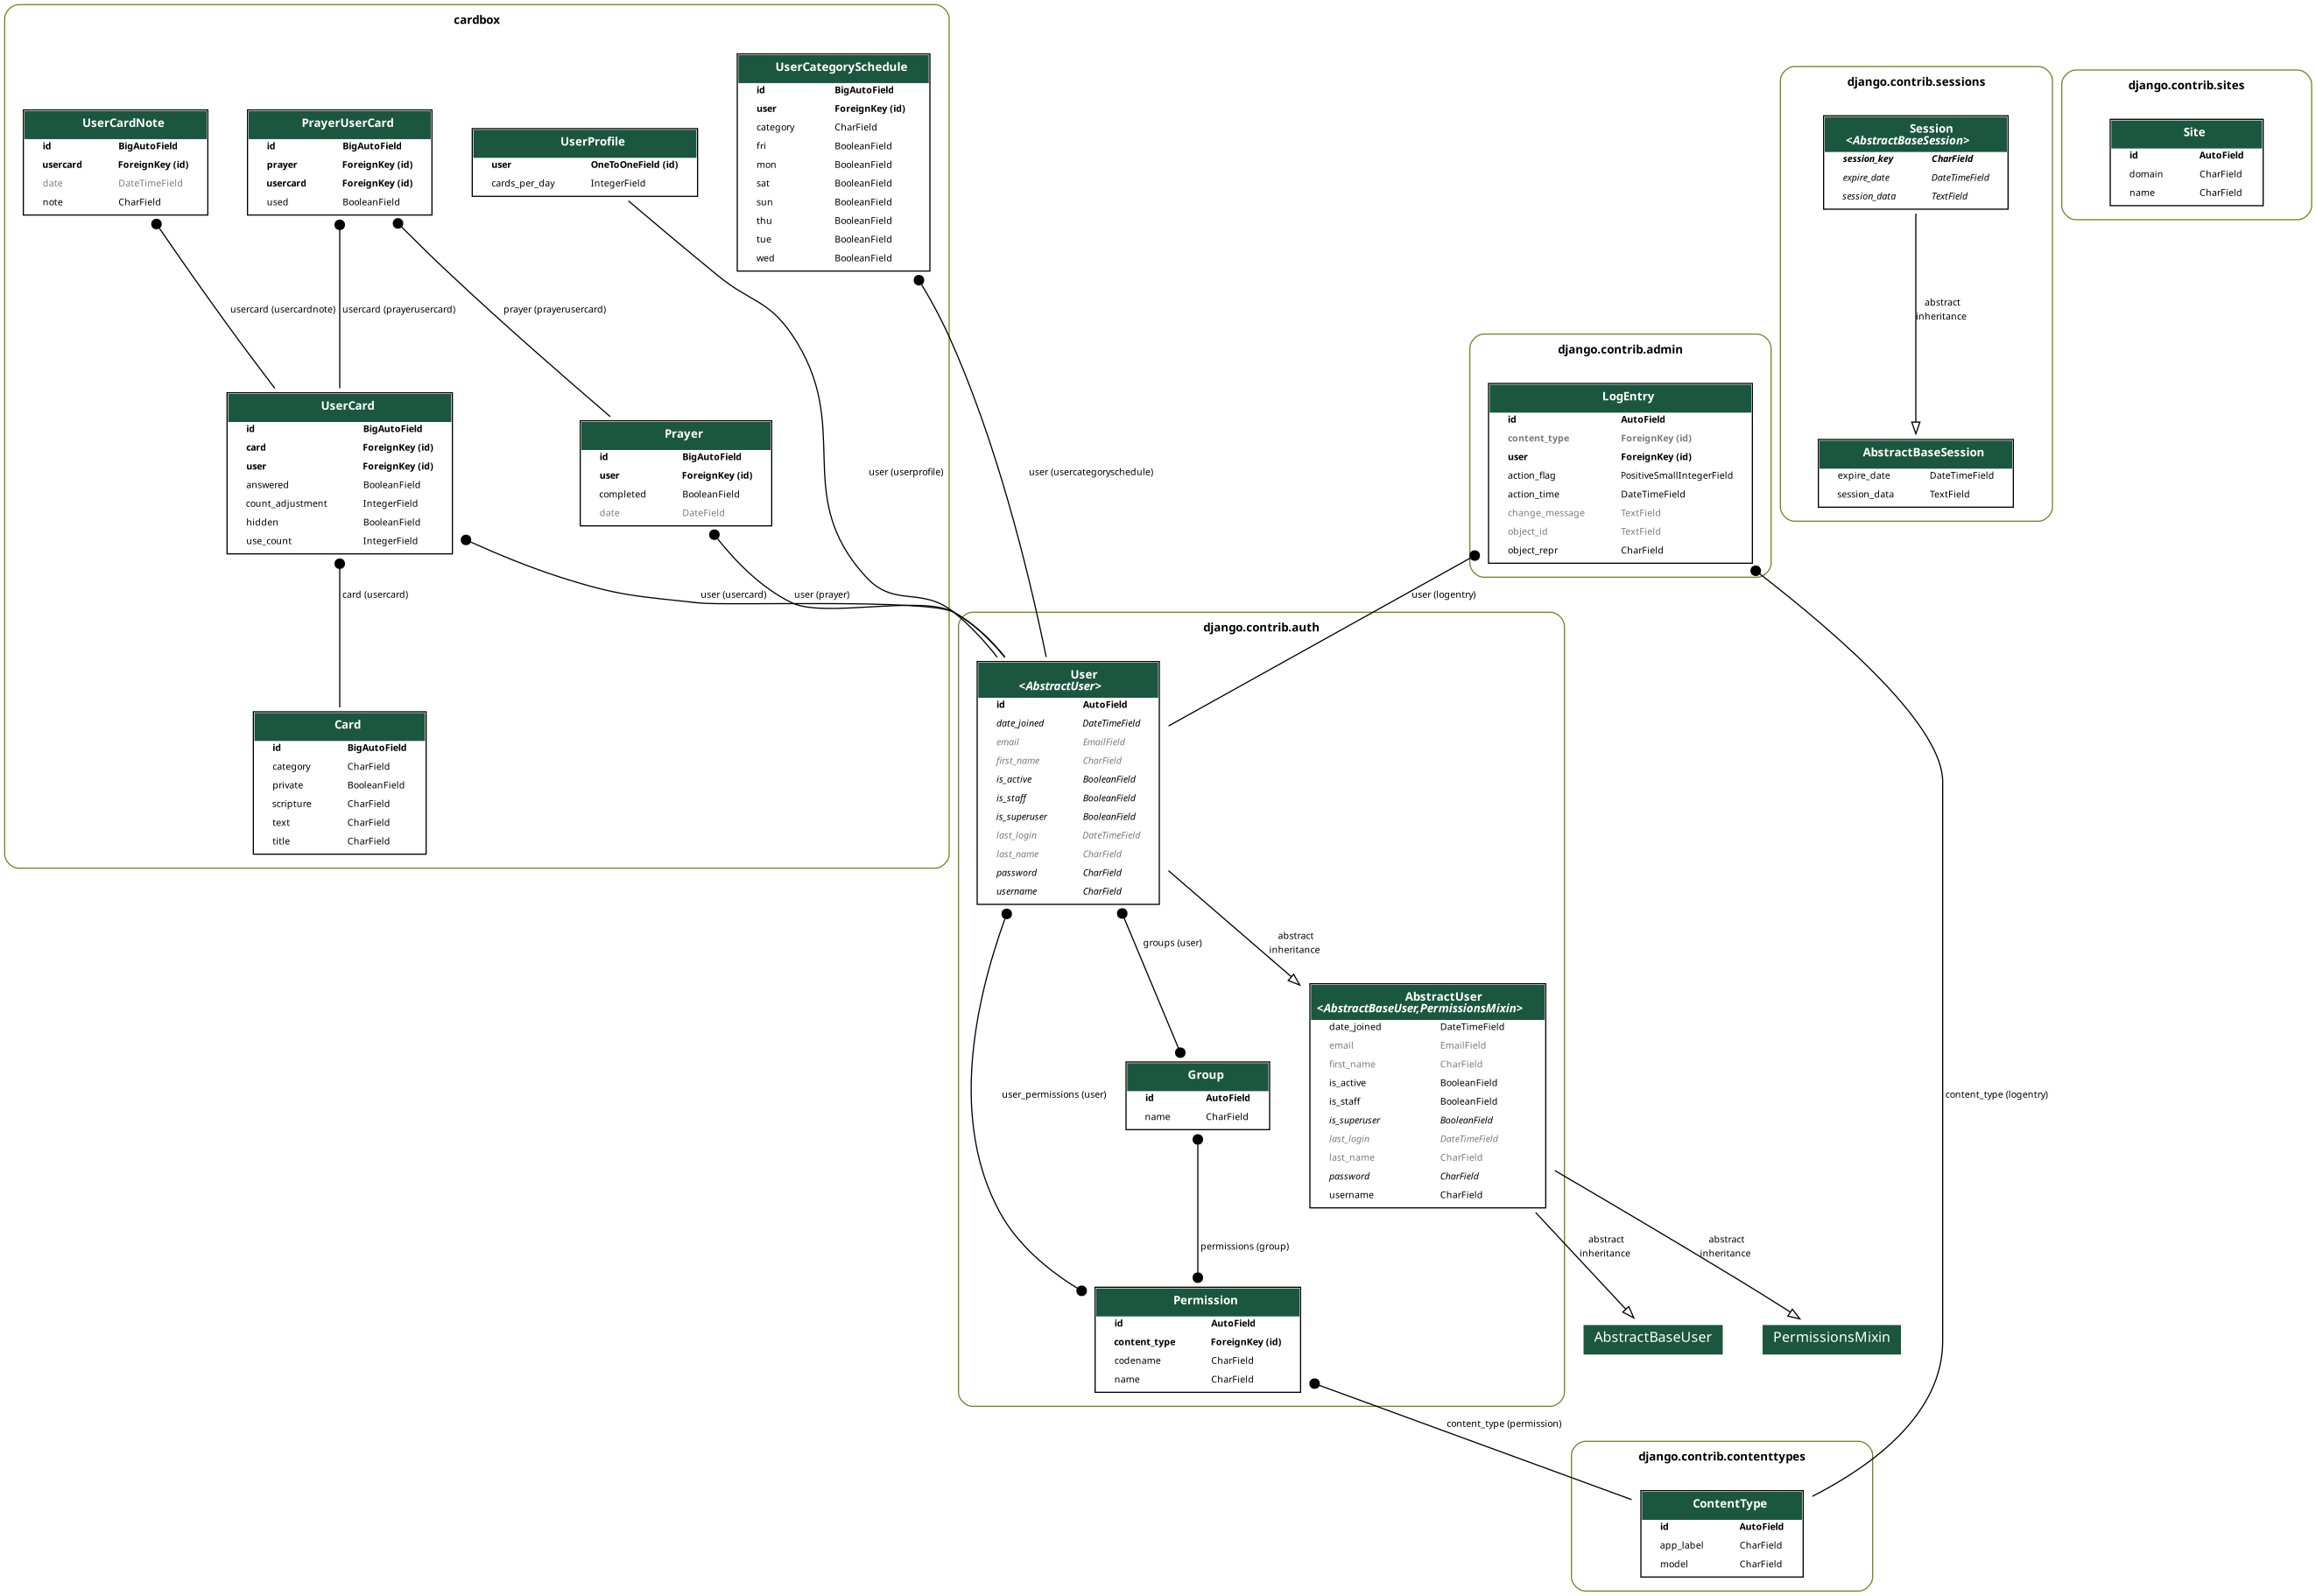 cardbox
UserCardNote
id BigAutoField
usercard ForeignKey (id)
date DateTimeField
note CharField
PrayerUserCard
id BigAutoField
prayer ForeignKey (id)
usercard ForeignKey (id)
used BooleanField
UserProfile
user OneToOneField (id)
cards_per_day IntegerField
UserCategorySchedule
id BigAutoField
user ForeignKey (id)
category CharField
fri BooleanField
mon BooleanField
sat BooleanField
sun BooleanField
thu BooleanField
tue BooleanField
wed BooleanField
usercard (usercardnote)
usercard (prayerusercard)
prayer (prayerusercard)
UserCard
id BigAutoField
card ForeignKey (id)
user ForeignKey (id)
answered BooleanField
count_adjustment IntegerField
hidden BooleanField
use_count IntegerField
Prayer
id BigAutoField
user ForeignKey (id)
completed BooleanField
date DateField
user (userprofile)
user (usercategoryschedule)
card (usercard)
user (usercard)
user (prayer)
Card
id BigAutoField
category CharField
private BooleanField
scripture CharField
text CharField
title CharField
django.contrib.sessions
Session
<AbstractBaseSession>
session_key CharField
expire_date DateTimeField
session_data TextField
abstract
inheritance
AbstractBaseSession
expire_date DateTimeField
session_data TextField
django.contrib.sites
Site
id AutoField
domain CharField
name CharField
django.contrib.admin
LogEntry
id AutoField
content_type ForeignKey (id)
user ForeignKey (id)
action_flag PositiveSmallIntegerField
action_time DateTimeField
change_message TextField
object_id TextField
object_repr CharField
user (logentry)
django.contrib.auth
User
<AbstractUser>
id AutoField
date_joined DateTimeField
email EmailField
first_name CharField
is_active BooleanField
is_staff BooleanField
is_superuser BooleanField
last_login DateTimeField
last_name CharField
password CharField
username CharField
groups (user)
abstract
inheritance
AbstractUser
<AbstractBaseUser,PermissionsMixin>
date_joined DateTimeField
email EmailField
first_name CharField
is_active BooleanField
is_staff BooleanField
is_superuser BooleanField
last_login DateTimeField
last_name CharField
password CharField
username CharField
user_permissions (user)
Group
id AutoField
name CharField
content_type (logentry)
permissions (group)
abstract
inheritance
abstract
inheritance
Permission
id AutoField
content_type ForeignKey (id)
codename CharField
name CharField
AbstractBaseUser
PermissionsMixin
content_type (permission)
django.contrib.contenttypes
ContentType
id AutoField
app_label CharField
model CharField